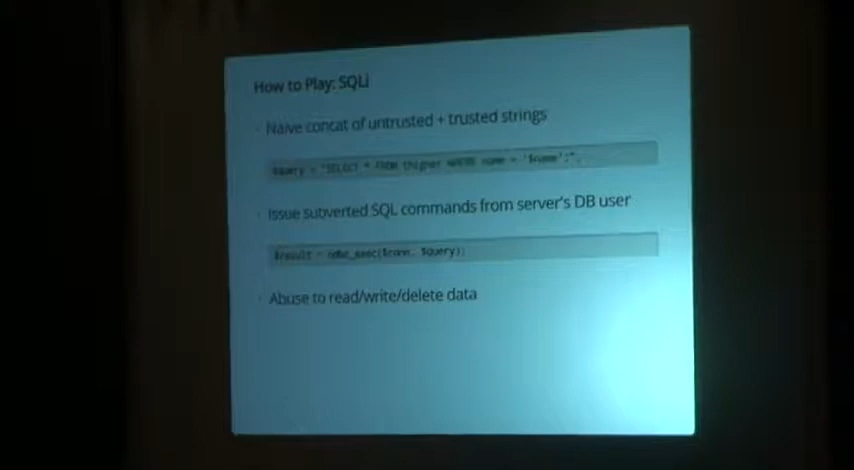 How to Play: SQLi
Naive concat of untrusted + trusted strings
$query = "SELECT * FROM WHERE name = '$name';";
Issue subverted SQL commands from server's DB user
$result = odbc_exec($conn, $query);
Abuse to read/write/delete data